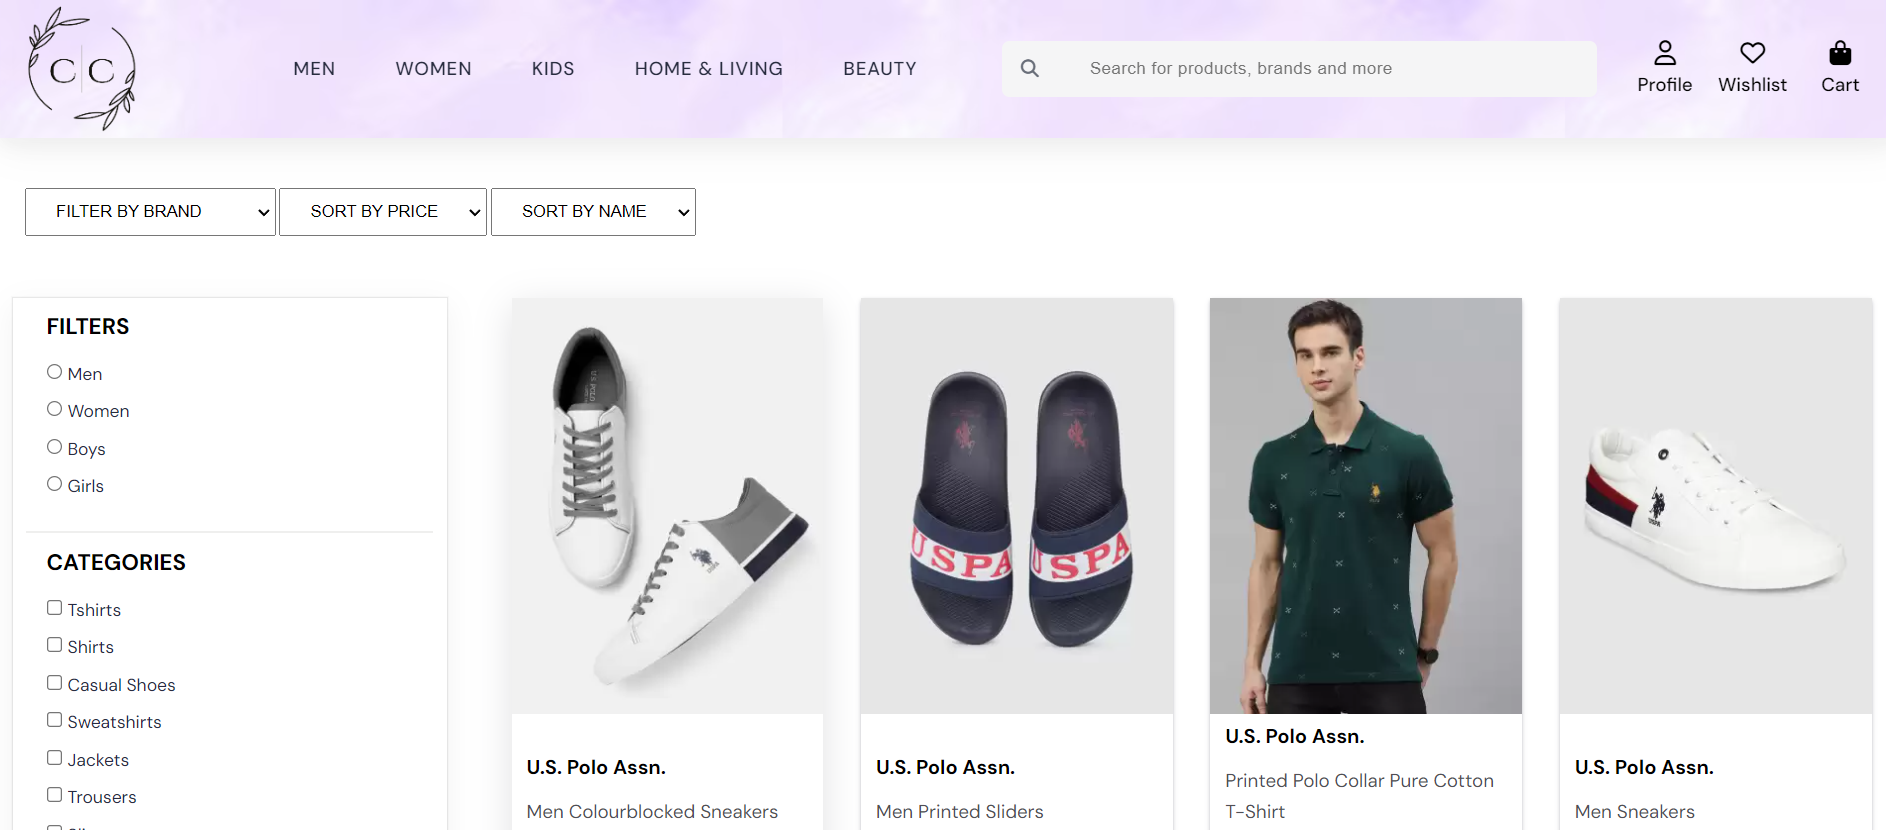 C C
MEN
WOMEN
KIDS
HOME & LIVING
BEAUTY
Search for products, brands and more
Profile
Wishlist
Cart
FILTER BY BRAND
SORT BY PRICE
SORT BY NAME
FILTERS
Men
Women
Boys
Girls
CATEGORIES
Tshirts
Shirts
Casual Shoes
Sweatshirts
Jackets
Trousers
U.S. POLO
USPA
USPA
USPA
U.S. Polo Assn.
Men Colourblocked Sneakers
U.S. Polo Assn.
Men Printed Sliders
U.S. Polo Assn.
Printed Polo Collar Pure Cotton
T-Shirt
U.S. Polo Assn.
Men Sneakers